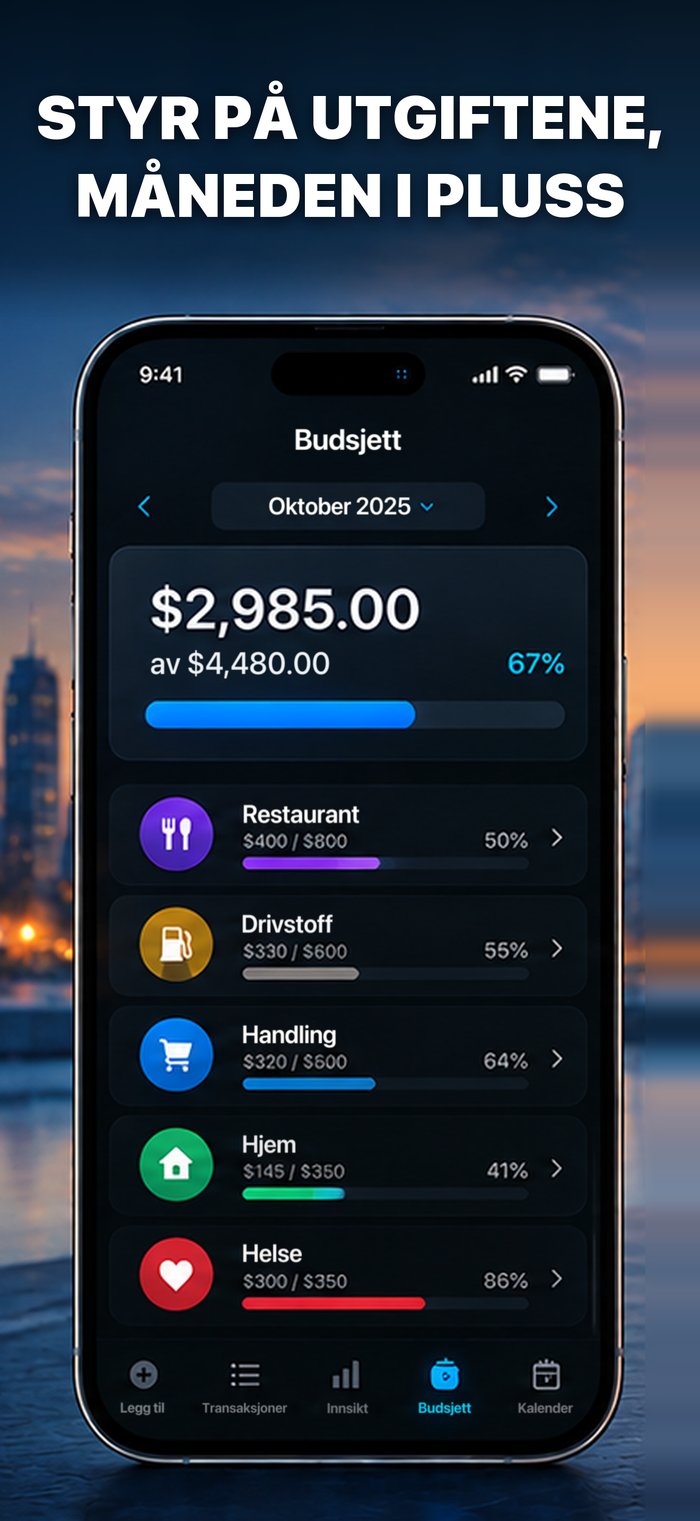 STYR PÅ UTGIFTENE,
MÅNEDEN I PLUSS
9:41
Budsjett
Oktober 2025
$2,985.00
av $4,480.00
67%
Restaurant
$400 / $800
50%
Drivstoff
$330 / $600
55%
Handling
$320 / $600
64%
Hjem
$145 / $350
41%
Helse
$300 / $350
86%
Legg til
Transaksjoner
Innsikt
Budsjett
Kalender